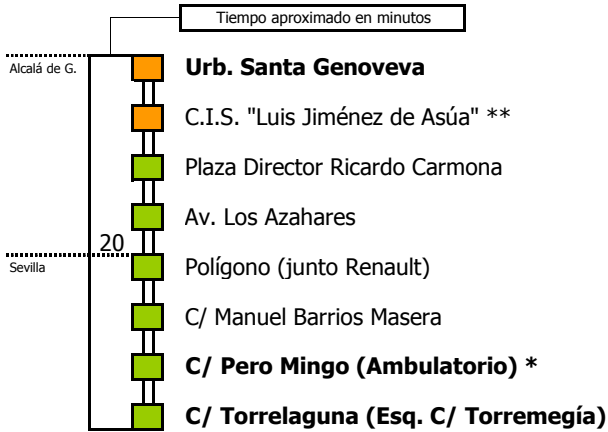 Tiempo aproximado en minutos
Alcalá de G.
Urb. Santa Genoveva
C.I.S. "Luis Jiménez de Asúa" **
Plaza Director Ricardo Carmona
Av. Los Azahares
20
Sevilla
Polígono (junto Renault)
C/ Manuel Barrios Masera
C/ Pero Mingo (Ambulatorio) *
C/ Torrelaguna (Esq. C/ Torremegía)